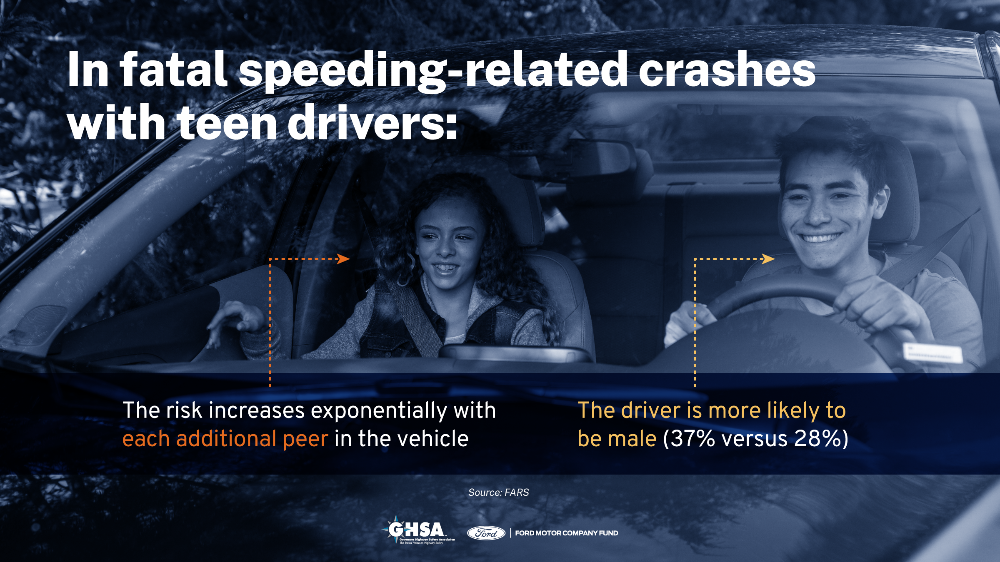 In fatal speeding-related crashes
with teen drivers:
The risk increases exponentially with
each additional peer in the vehicle
The driver is more likely to
be male (37% versus 28%)
Source: FARS
GHSA
Governors Highway Safety Association
The States' Voice on Highway Safety
Ford
FORD MOTOR COMPANY FUND